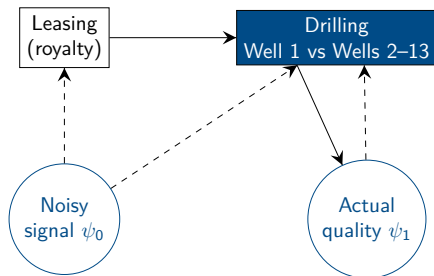 Leasing
(royalty)
Drilling
Well 1 vs Wells 2–13
Noisy
signal ψ₀
Actual
quality ψ₁